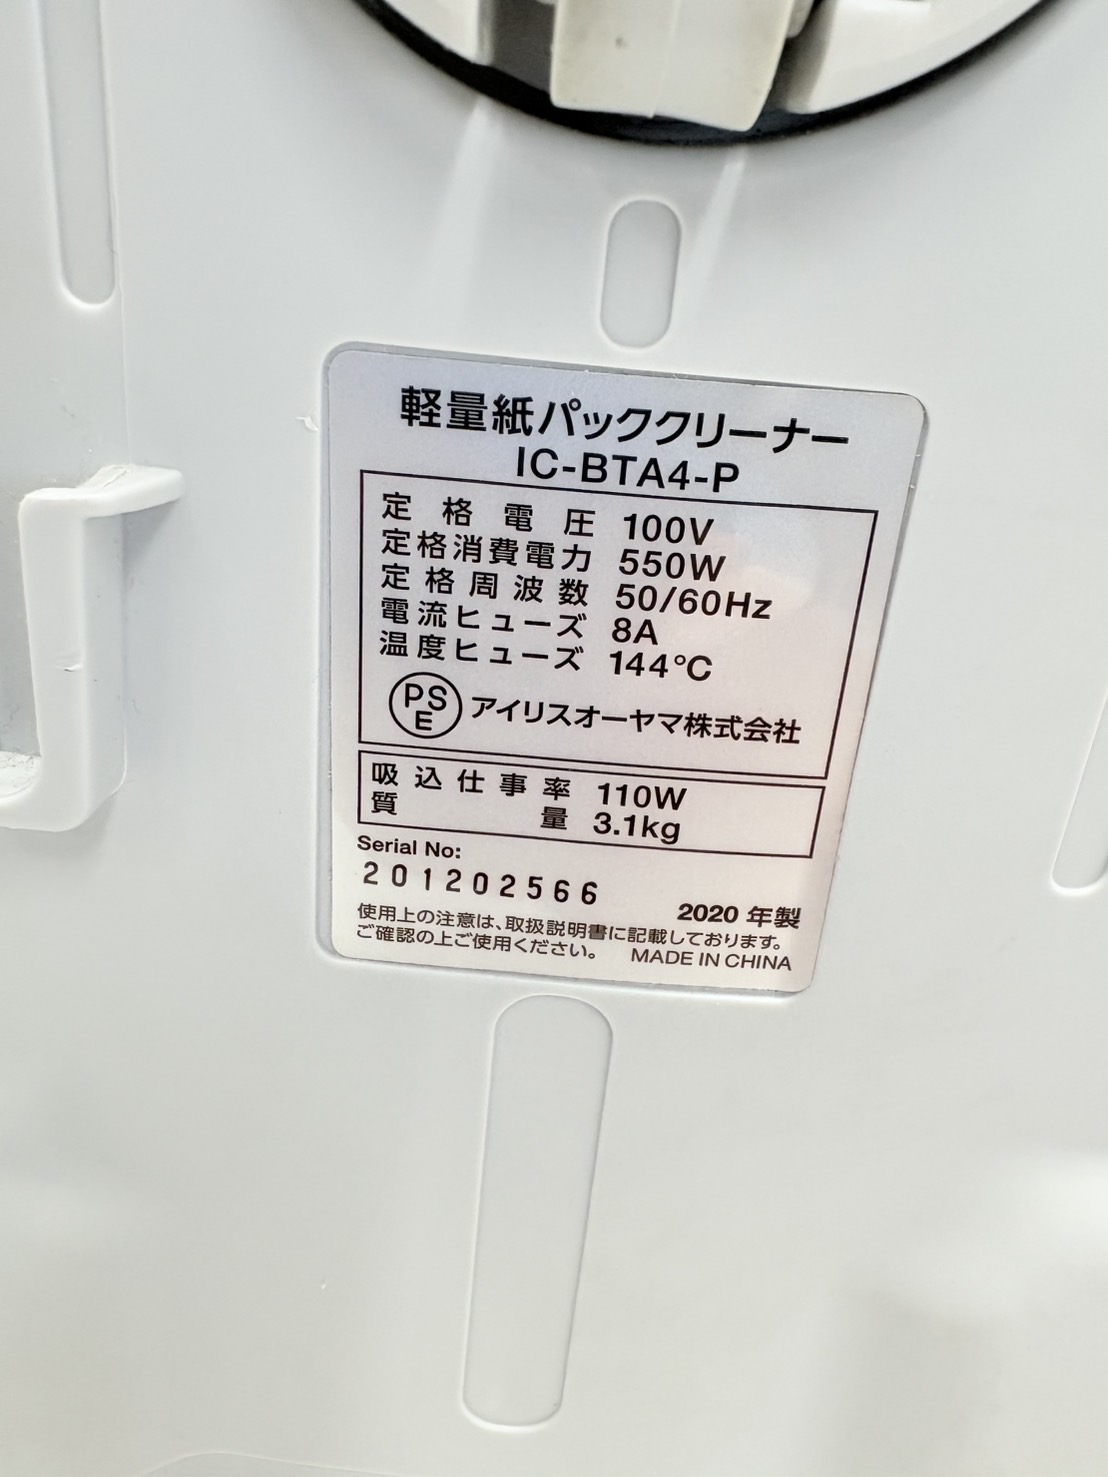 軽量紙パッククリーナー
IC-BTA4-P
定格電圧 100V
定格消費電力 550W
定格周波数 50/60Hz
電流ヒューズ 8A
温度ヒューズ 144℃
PSE アイリスオーヤマ株式会社
吸込仕事率 110W
質量 3.1kg
Serial No:
201202566
2020 年製
使用上の注意は、取扱説明書に記載しております。
ご確認の上ご使用ください。 MADE IN CHINA